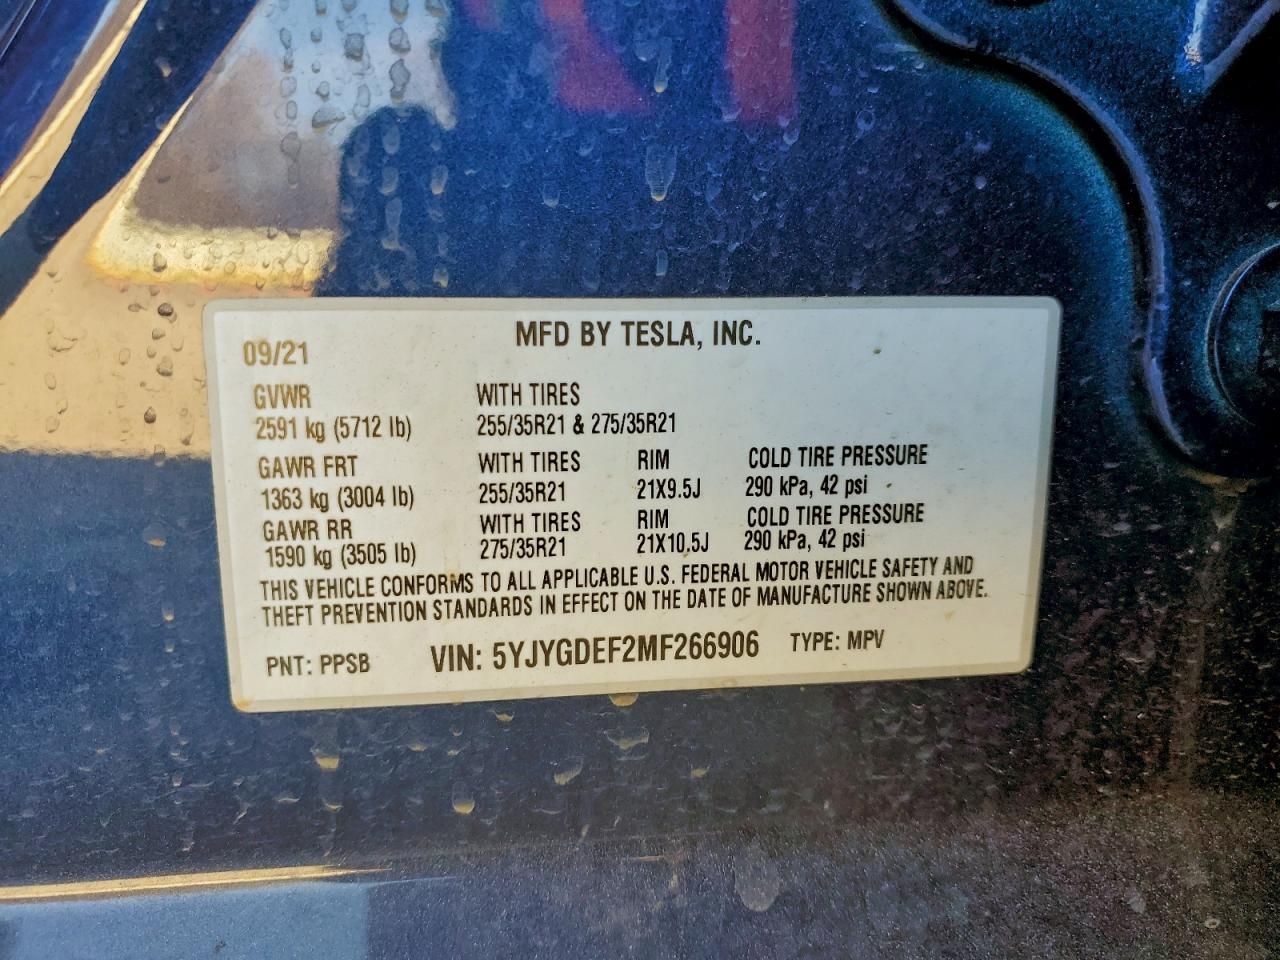 MFD BY TESLA, INC.
09/21
GVWR WITH TIRES
2591 kg (5712 lb) 255/35R21 & 275/35R21
GAWR FRT WITH TIRES RIM COLD TIRE PRESSURE
1363 kg (3004 lb) 255/35R21 21X9.5J 290 kPa, 42 psi
GAWR RR WITH TIRES RIM COLD TIRE PRESSURE
1590 kg (3505 lb) 275/35R21 21X10.5J 290 kPa, 42 psi
THIS VEHICLE CONFORMS TO ALL APPLICABLE U.S. FEDERAL MOTOR VEHICLE SAFETY AND
THEFT PREVENTION STANDARDS IN EFFECT ON THE DATE OF MANUFACTURE SHOWN ABOVE.
PNT: PPSB VIN: 5YJYGDEF2MF266906 TYPE: MPV